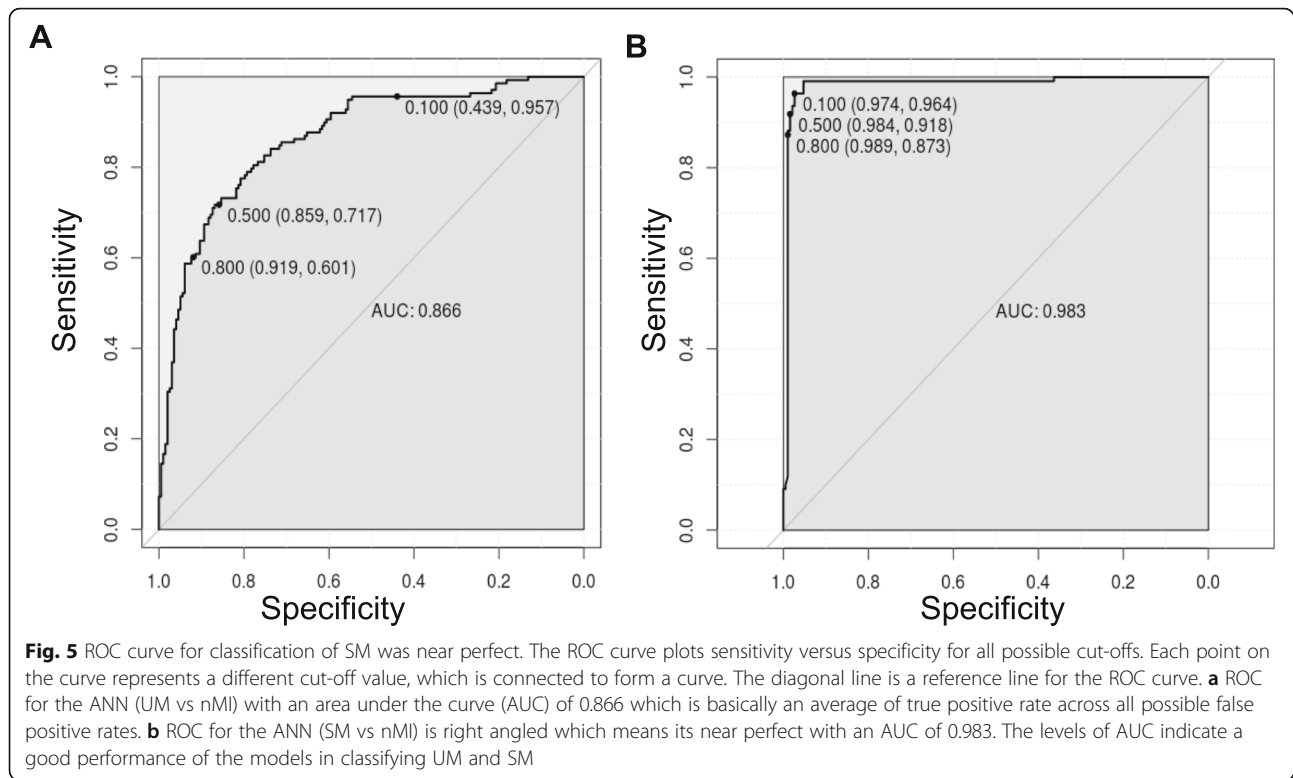 A
B
1.0
0.8
0.6
0.4
0.2
0.0
Sensitivity
0.100 (0.439, 0.957)
0.500 (0.859, 0.717)
0.800 (0.919, 0.601)
AUC: 0.866
1.0 0.8 0.6 0.4 0.2 0.0
Specificity
1.0
0.8
0.6
0.4
0.2
0.0
Sensitivity
0.100 (0.974, 0.964)
0.500 (0.984, 0.918)
0.800 (0.989, 0.873)
AUC: 0.983
1.0 0.8 0.6 0.4 0.2 0.0
Specificity
Fig. 5 ROC curve for classification of SM was near perfect. The ROC curve plots sensitivity versus specificity for all possible cut-offs. Each point on
the curve represents a different cut-off value, which is connected to form a curve. The diagonal line is a reference line for the ROC curve. a ROC
for the ANN (UM vs nMI) with an area under the curve (AUC) of 0.866 which is basically an average of true positive rate across all possible false
positive rates. b ROC for the ANN (SM vs nMI) is right angled which means its near perfect with an AUC of 0.983. The levels of AUC indicate a
good performance of the models in classifying UM and SM